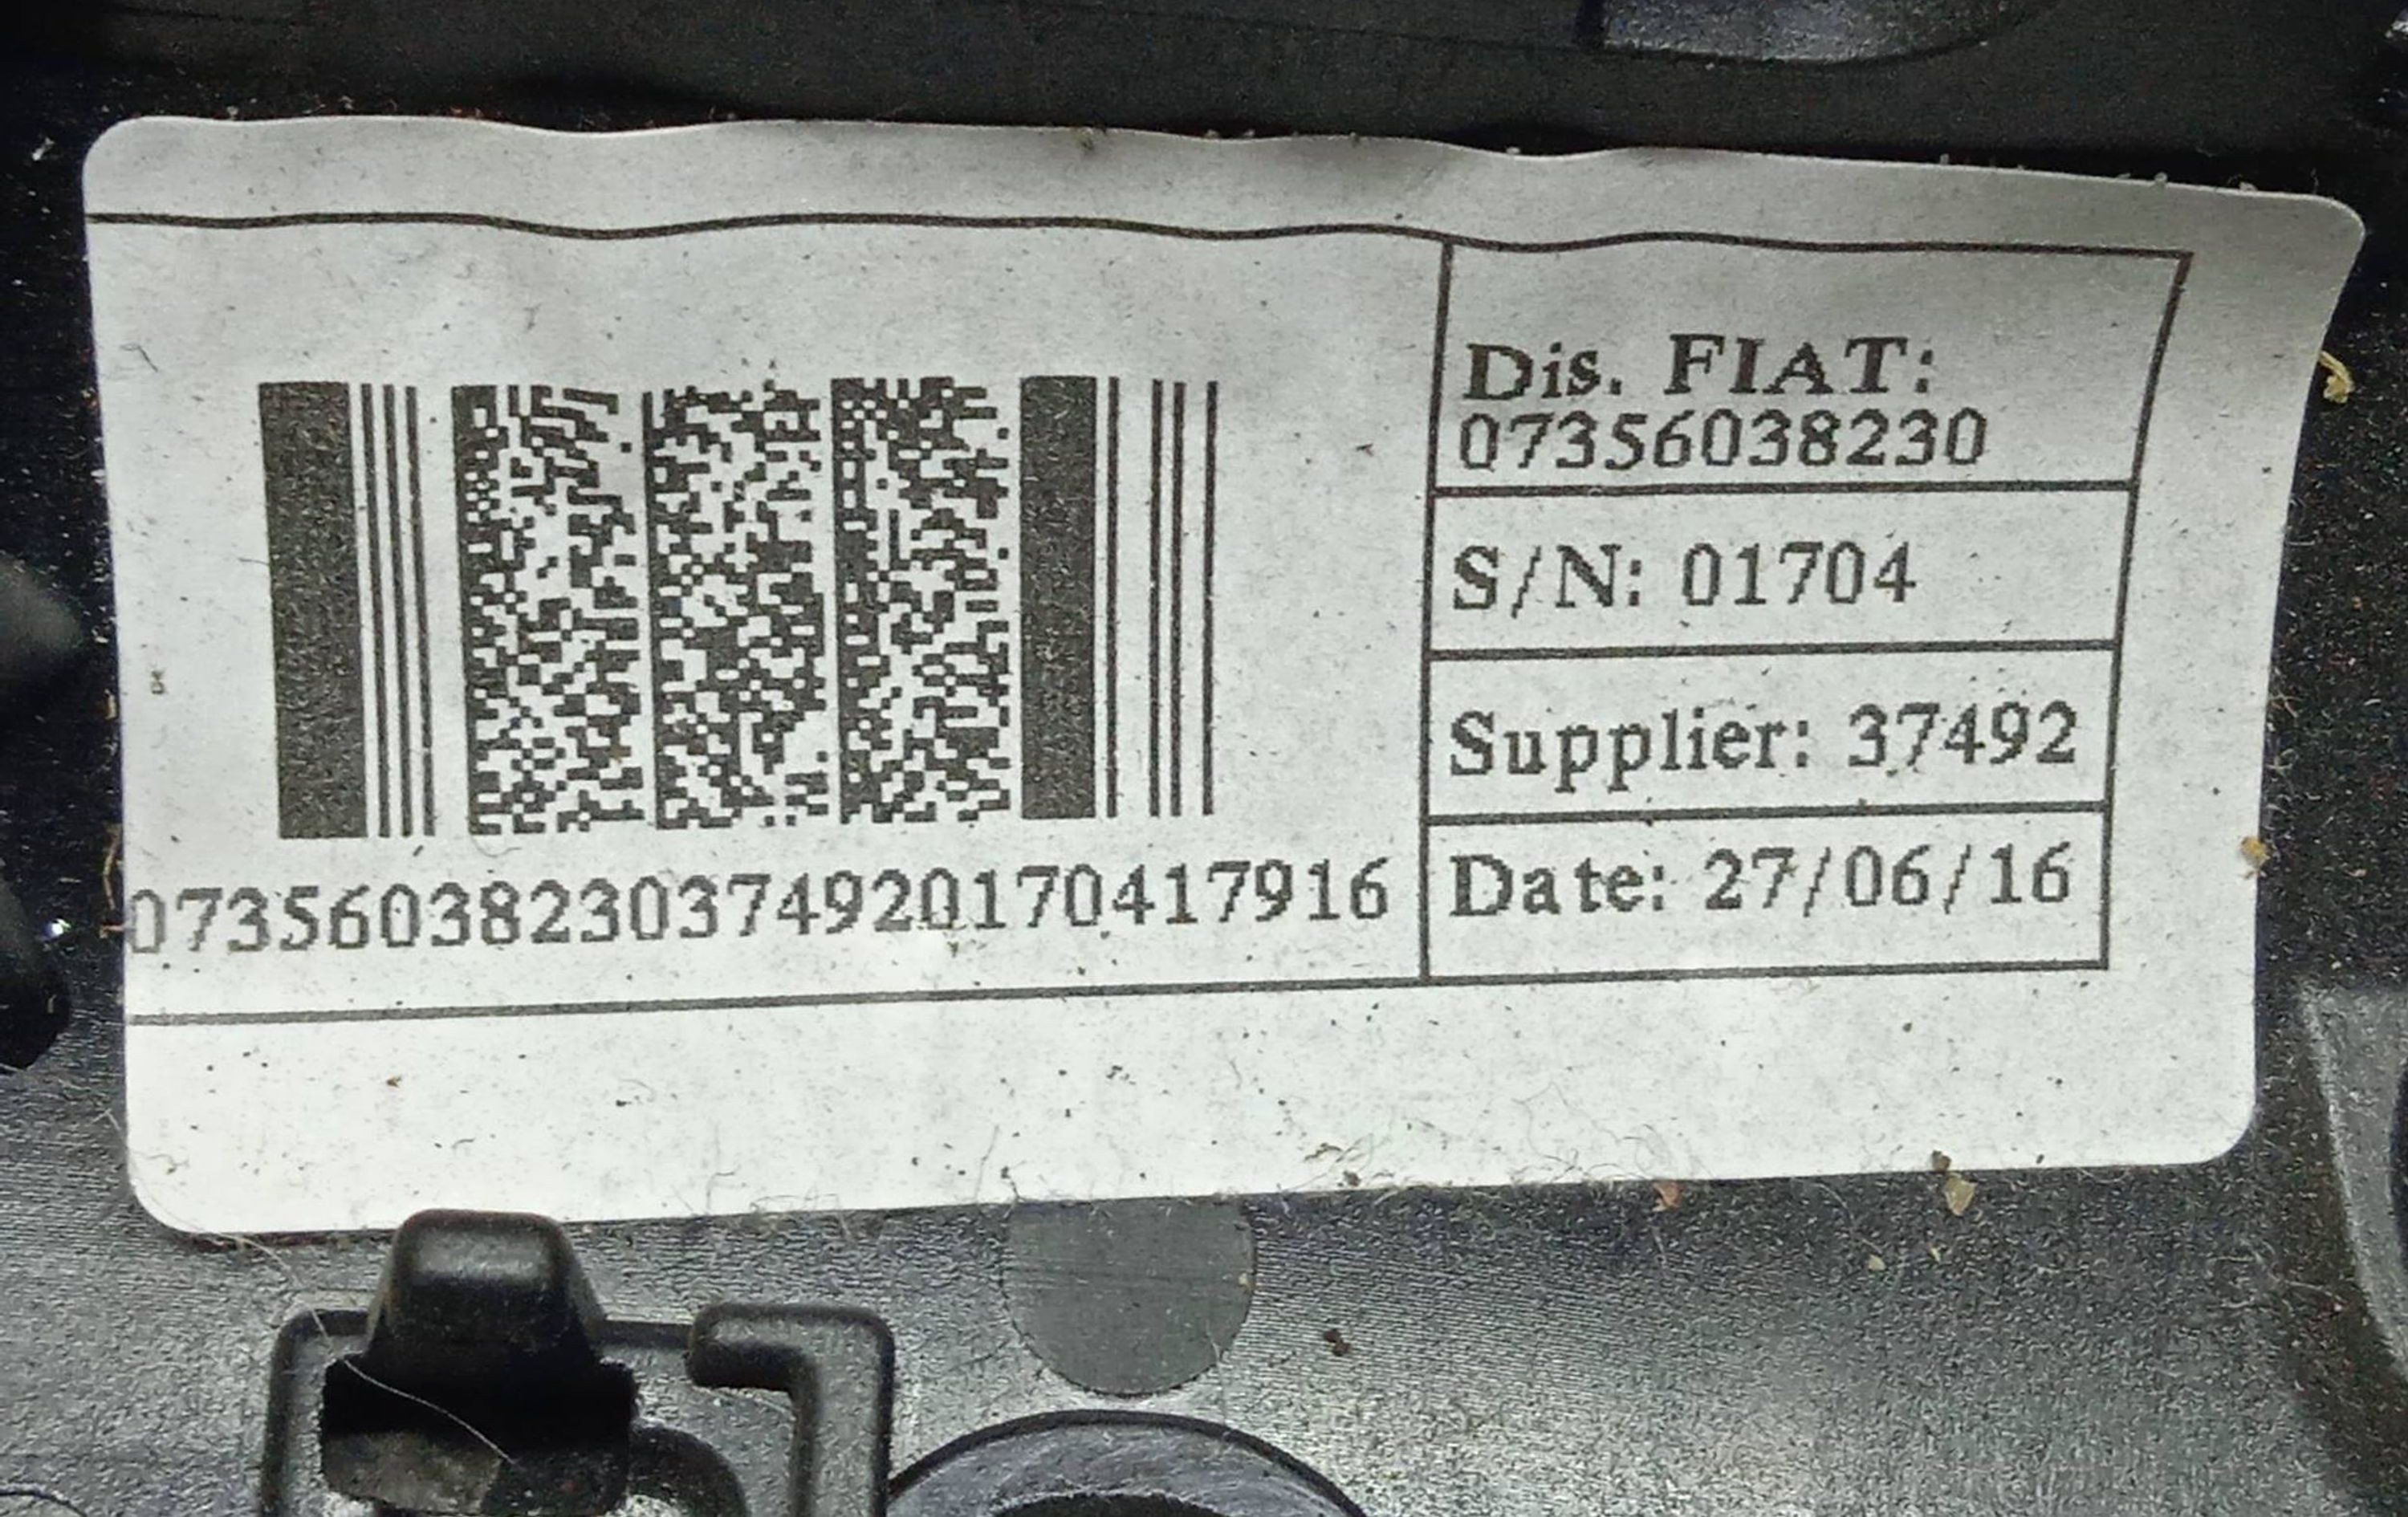 Dis. FIAT:
07356038230
S/N: 01704
Supplier: 37492
Date: 27/06/16
07356038230374920170417916